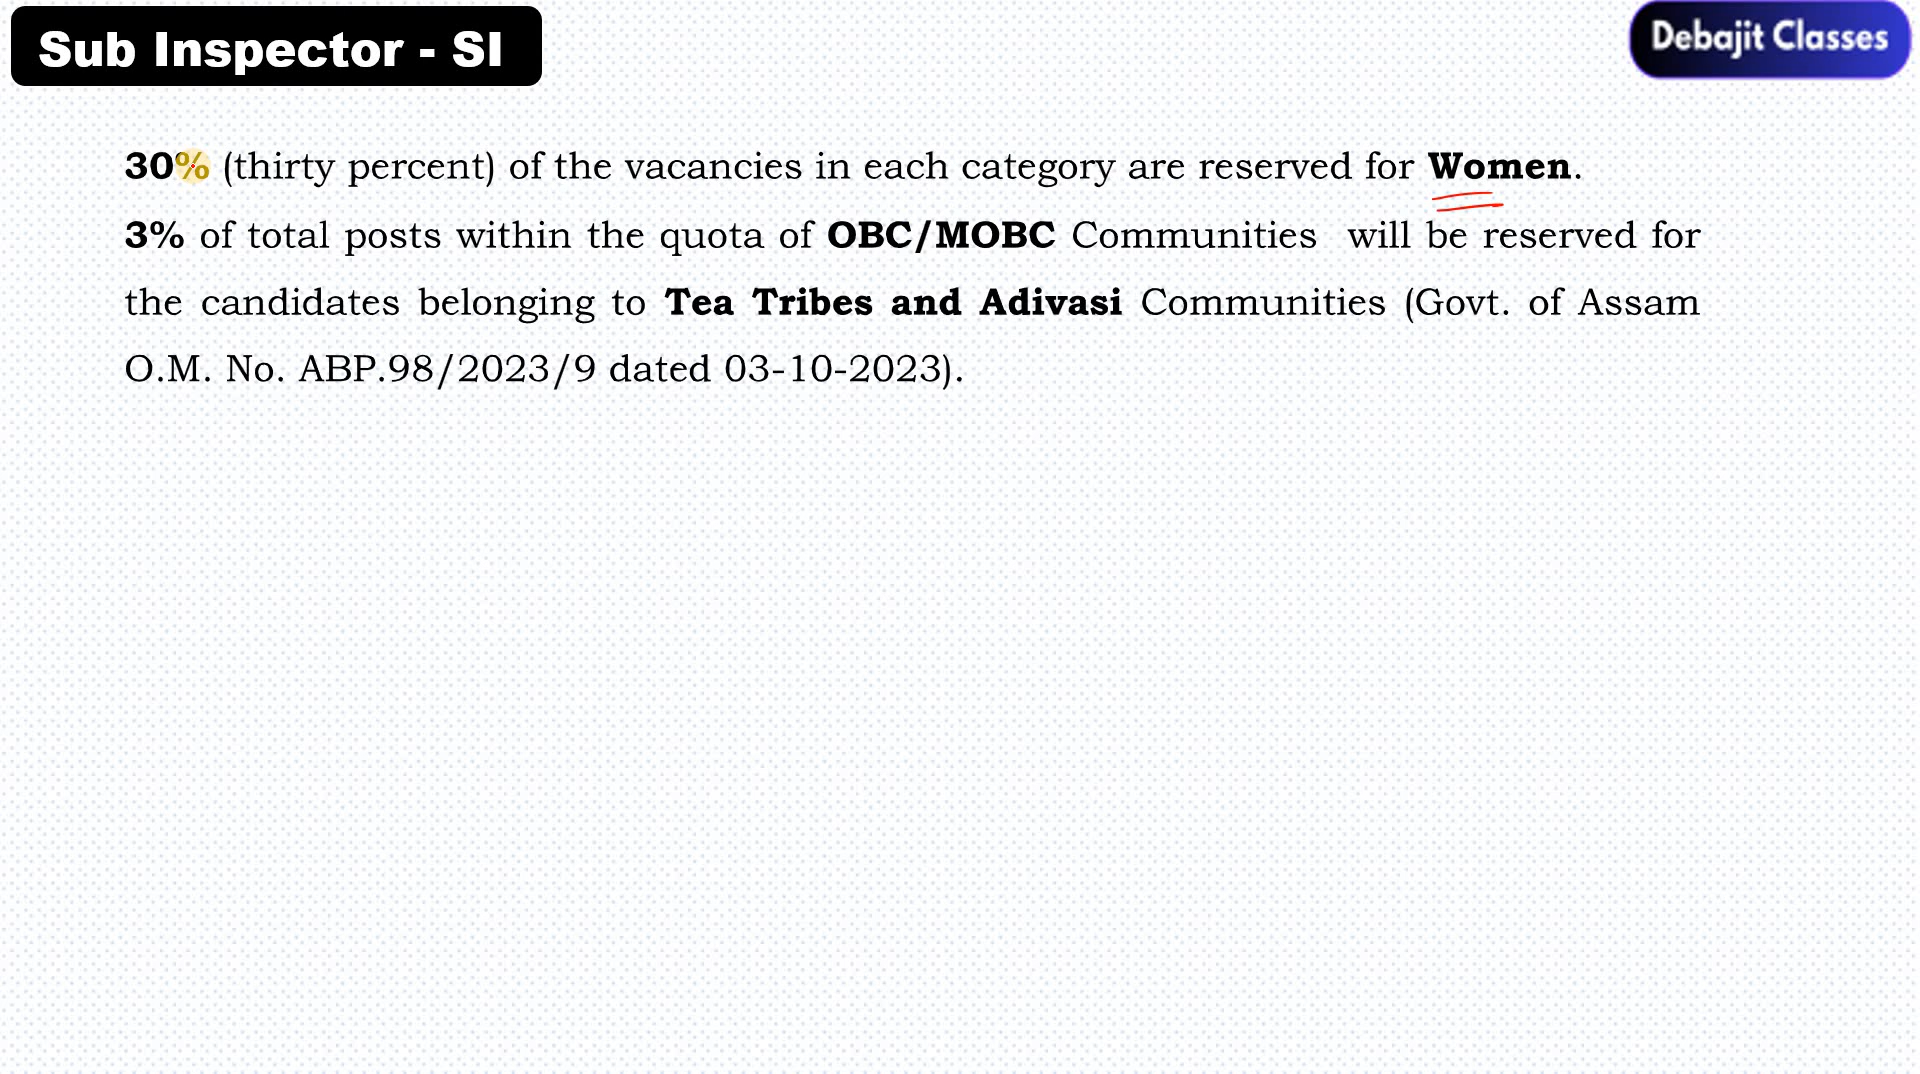 Sub Inspector - SI
Debajit Classes
30% (thirty percent) of the vacancies in each category are reserved for Women.
3% of total posts within the quota of OBC/MOBC Communities will be reserved for
the candidates belonging to Tea Tribes and Adivasi Communities (Govt. of Assam
O.M. No. ABP.98/2023/9 dated 03-10-2023).